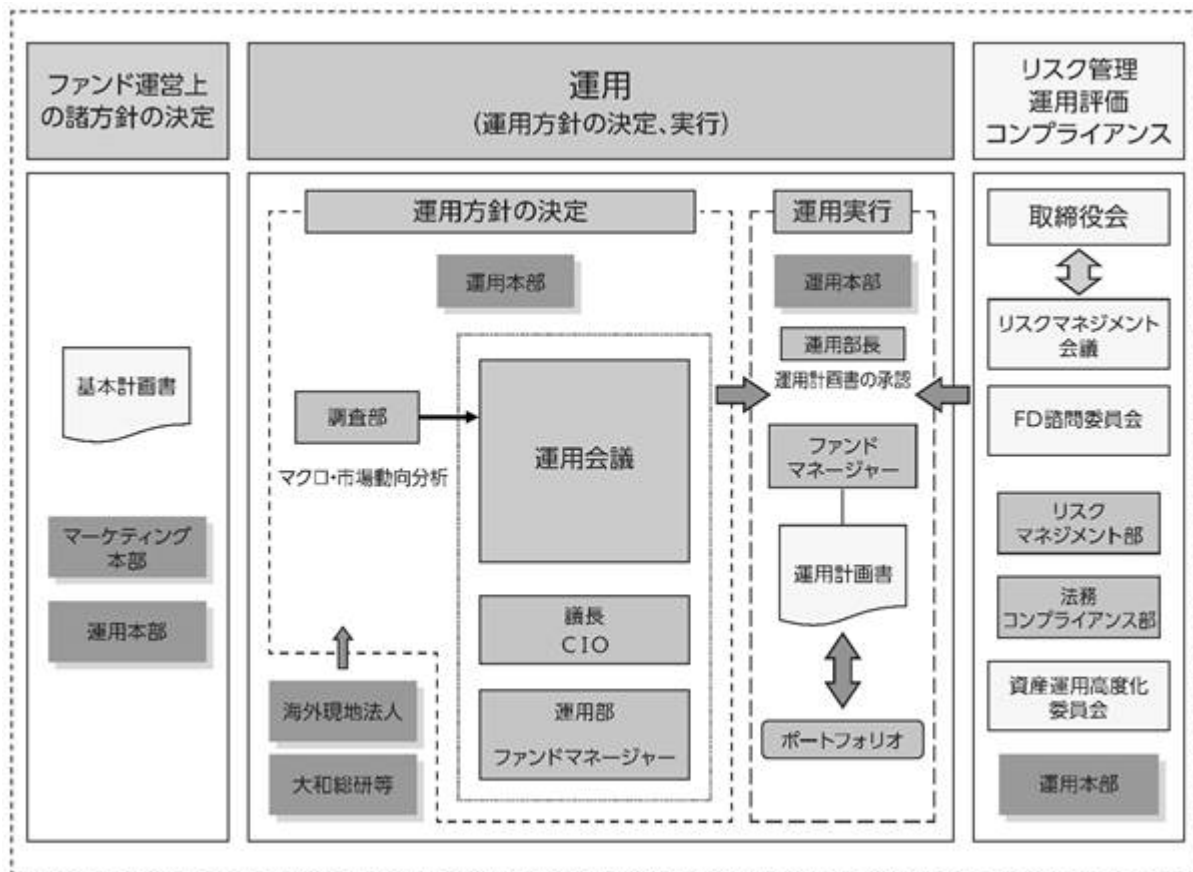 ファンド運営上
の諸方針の決定
運用
(運用方針の決定、実行)
リスク管理
運用評価
コンプライアンス
基本計画書
マーケティング
本部
運用本部
運用方針の決定
運用本部
調査部
マクロ・市場動向分析
運用会議
議長
CIO
運用部
ファンドマネージャー
海外現地法人
大和総研等
運用実行
運用本部
運用部長
運用計画書の承認
ファンド
マネージャー
運用計画書
ポートフォリオ
取締役会
リスクマネジメント
会議
FD諮問委員会
リスク
マネジメント部
法務
コンプライアンス部
資産運用高度化
委員会
運用本部